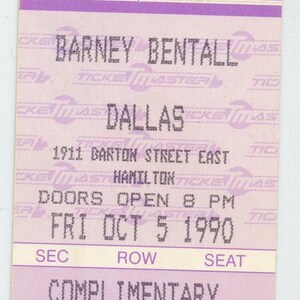 BARNEY BENTALL
DALLAS
1911 BARTON STREET EAST
HAMILTON
DOORS OPEN 8 PM
FRI OCT 5 1990
SEC ROW SEAT
COMPLIMENTARY